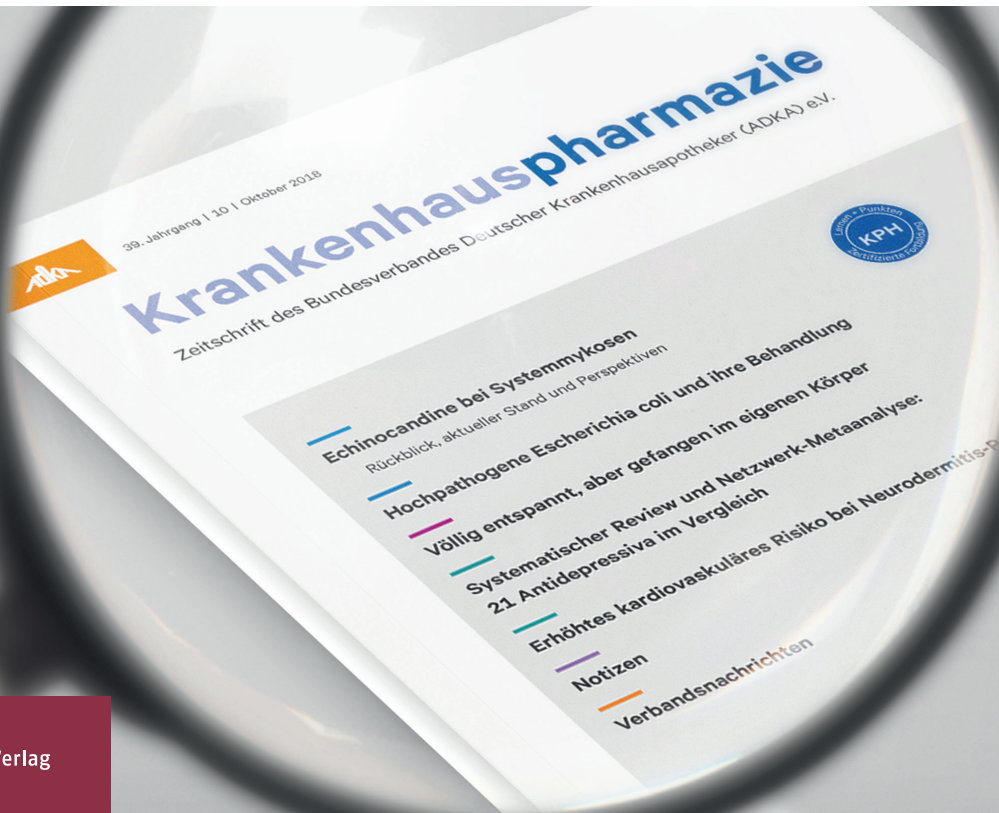 39. Jahrgang | 10 | Oktober 2018
adka
Krankenhauspharmazie
Zeitschrift des Bundesverbandes Deutscher Krankenhausapotheker (ADKA) e.V.
Lernen + Punkten
KPH
Zertifizierte Fortbildung
Echinocandine bei Systemmykosen
Rückblick, aktueller Stand und Perspektiven
Hochpathogene Escherichia coli und ihre Behandlung
Völlig entspannt, aber gefangen im eigenen Körper
Systematischer Review und Netzwerk-Metaanalyse:
21 Antidepressiva im Vergleich
Erhöhtes kardiovaskuläres Risiko bei Neurodermitis-P
Notizen
Verbandsnachrichten
erlag